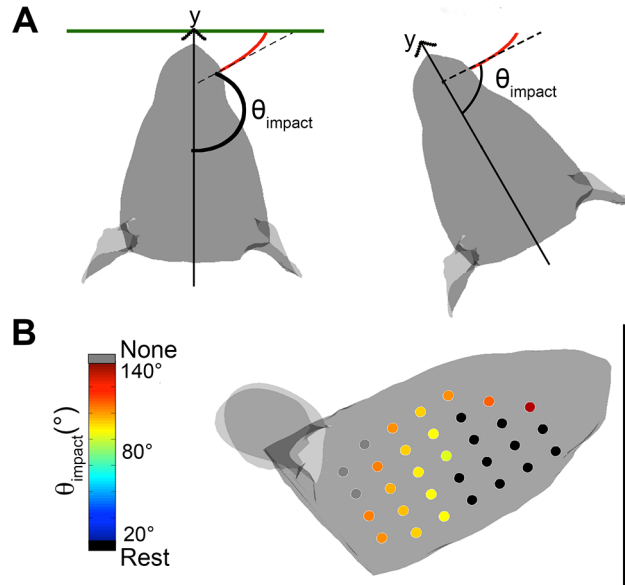 A
y
θimpact
y
θimpact
B
None
140°
80°
20°
Rest
θimpact(°)